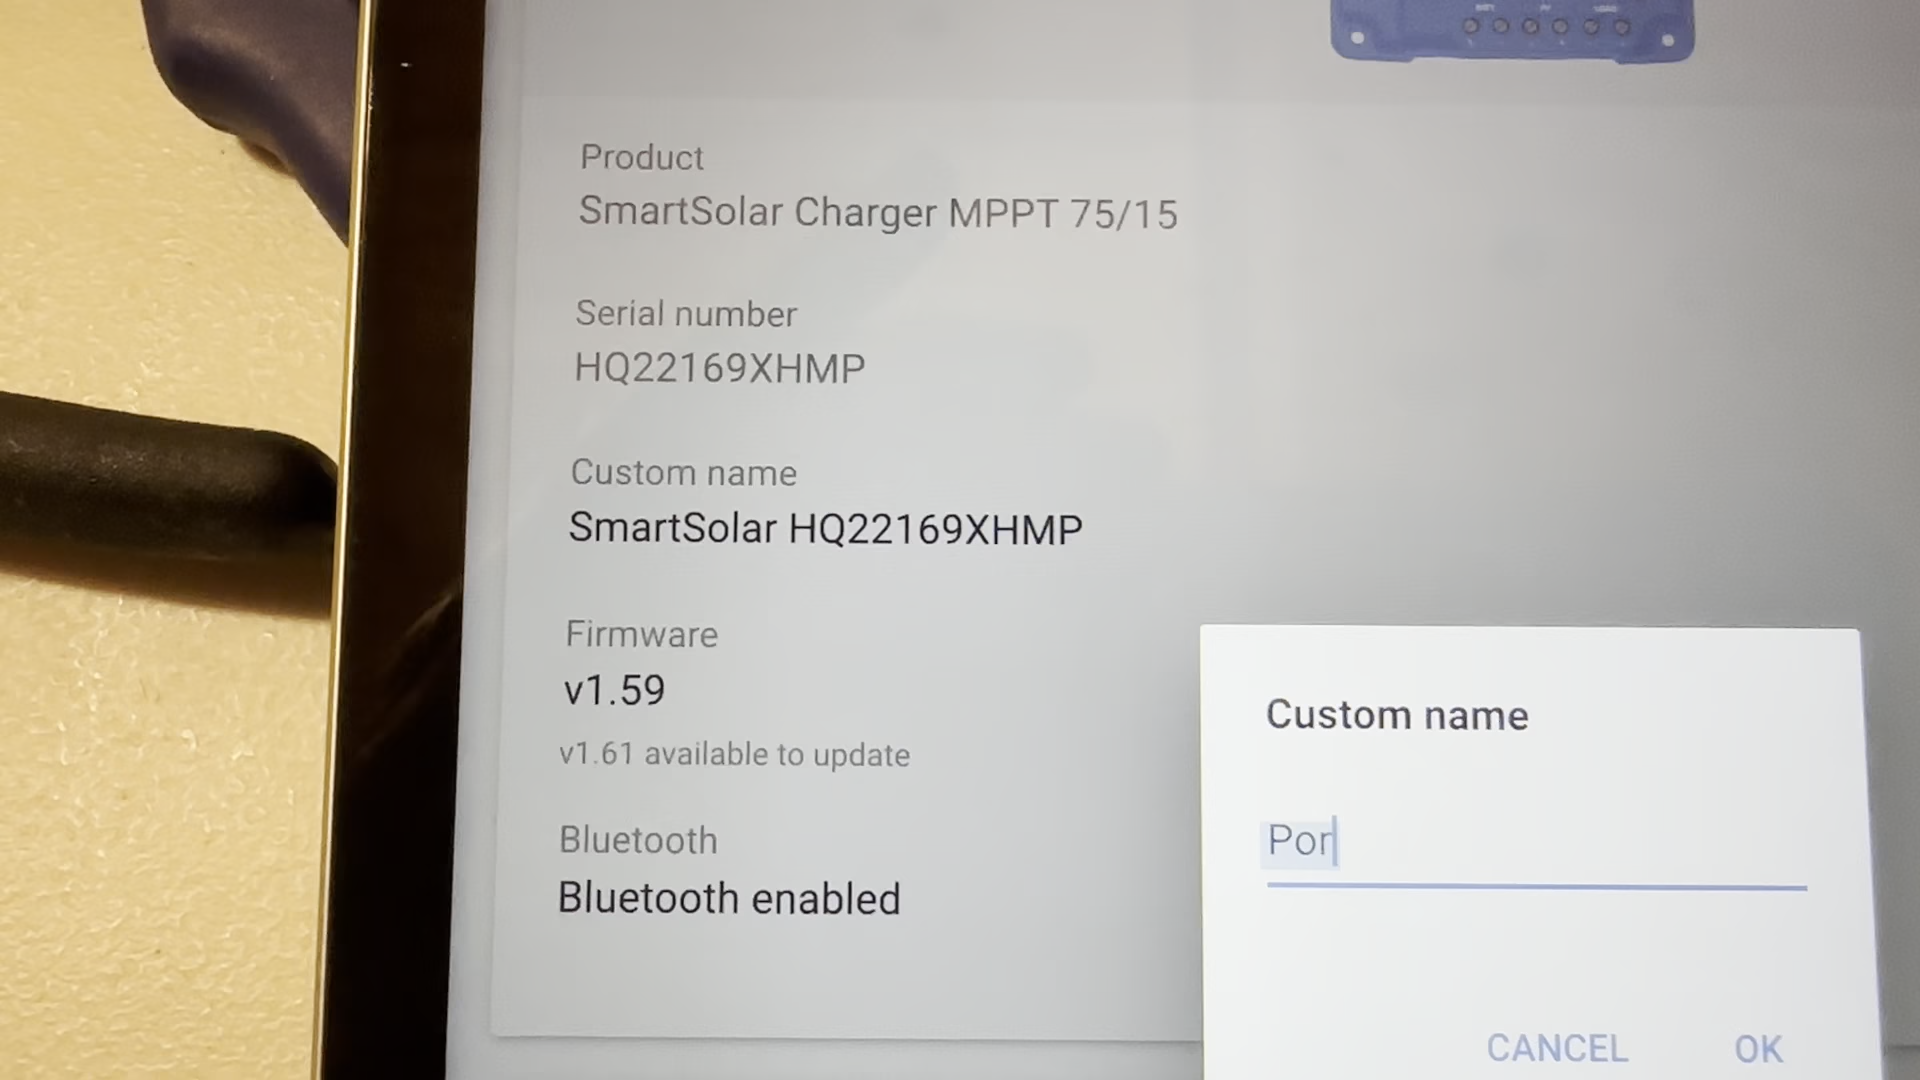 Product
SmartSolar Charger MPPT 75/15
Serial number
HQ22169XHMP
Custom name
SmartSolar HQ22169XHMP
Firmware
v1.59
v1.61 available to update
Bluetooth
Bluetooth enabled
Custom name
Por
CANCEL OK